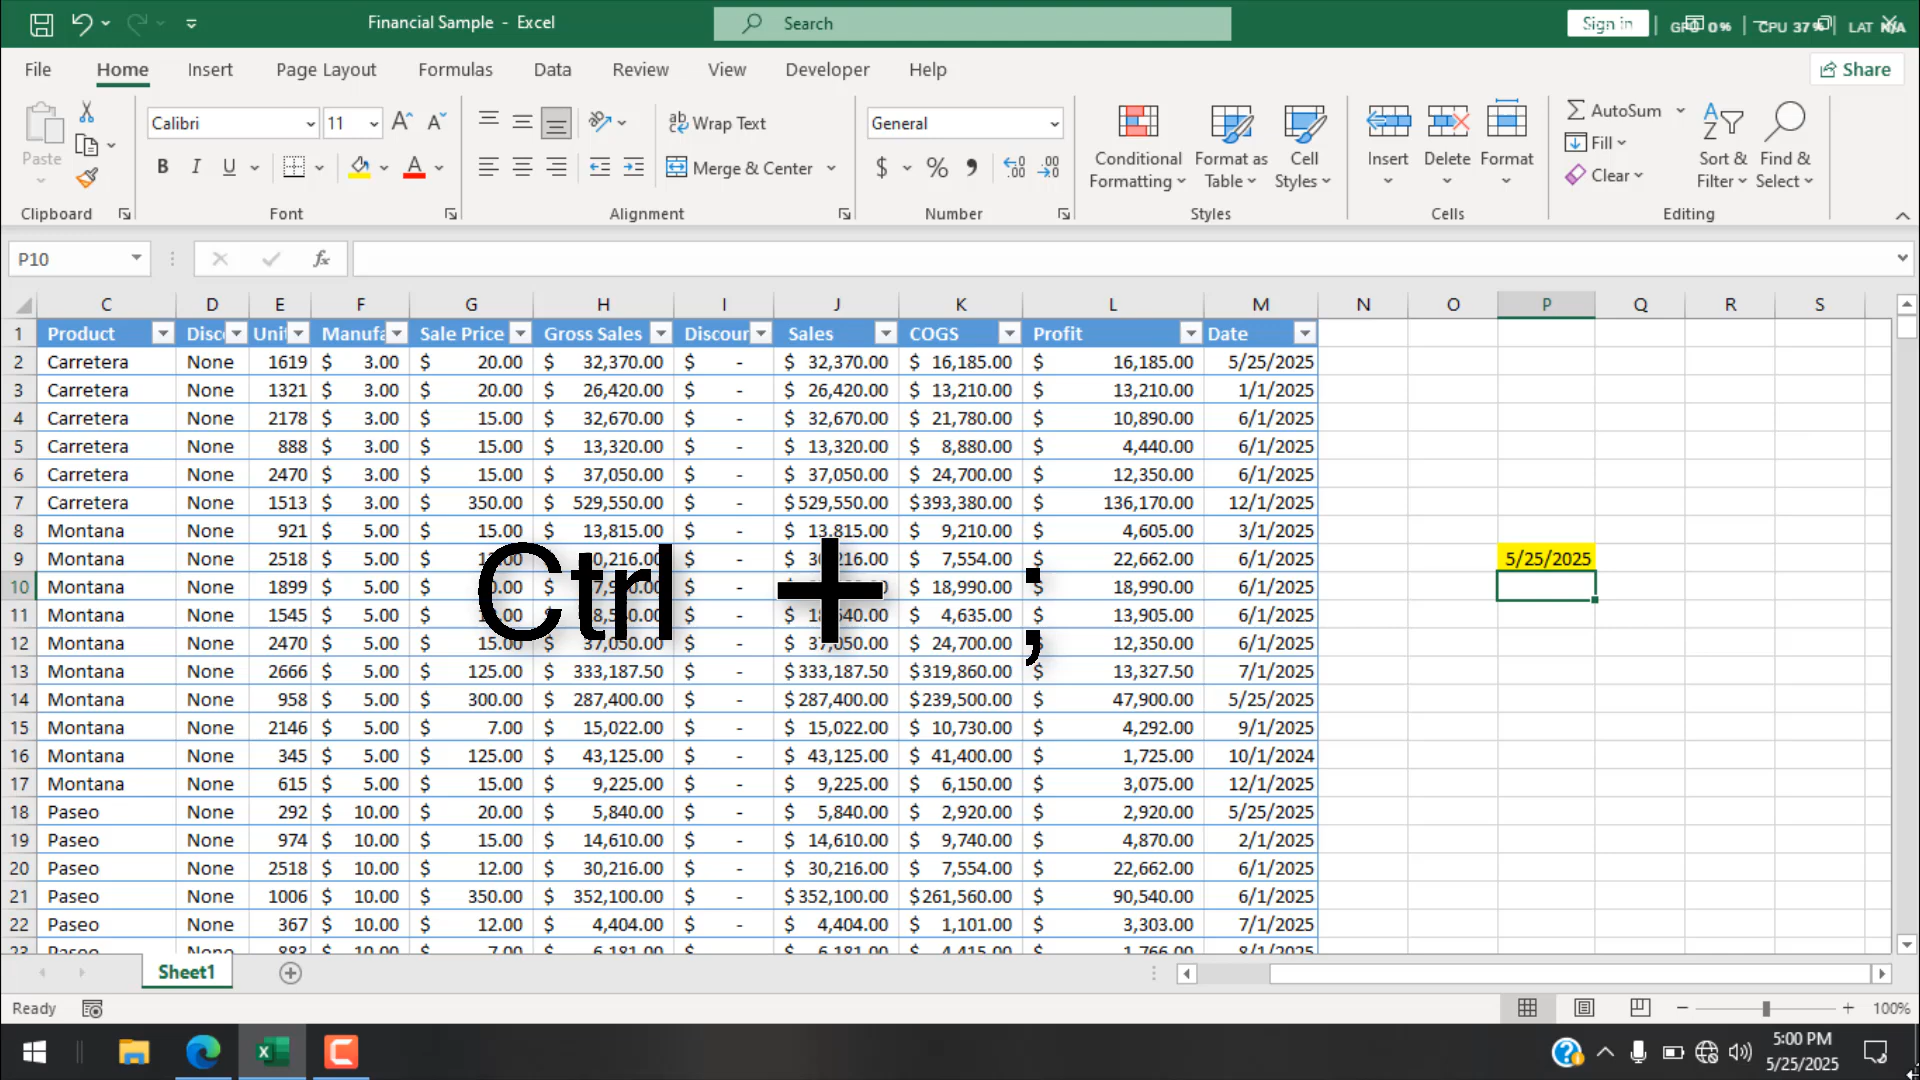 Financial Sample - Excel
Search
Sign in
GPU 0 %
CPU 37 %
LAT N/A
File Home Insert Page Layout Formulas Data Review View Developer Help
Share
Paste
Calibri 11
B I U
Wrap Text
Merge & Center
General
$ % ,
Conditional Formatting
Format as Table
Cell Styles
Insert Delete Format
AutoSum
Fill
Clear
Sort & Filter
Find & Select
Clipboard Font Alignment Number Styles Cells Editing
P10 fx
C D E F G H I J K L M N O P Q R S
1 Product Disc Unit Manufa Sale Price Gross Sales Discour Sales COGS Profit Date
2 Carretera None 1619 $ 3.00 $ 20.00 $ 32,370.00 $ - $ 32,370.00 $ 16,185.00 $ 16,185.00 5/25/2025
3 Carretera None 1321 $ 3.00 $ 20.00 $ 26,420.00 $ - $ 26,420.00 $ 13,210.00 $ 13,210.00 1/1/2025
4 Carretera None 2178 $ 3.00 $ 15.00 $ 32,670.00 $ - $ 32,670.00 $ 21,780.00 $ 10,890.00 6/1/2025
5 Carretera None 888 $ 3.00 $ 15.00 $ 13,320.00 $ - $ 13,320.00 $ 8,880.00 $ 4,440.00 6/1/2025
6 Carretera None 2470 $ 3.00 $ 15.00 $ 37,050.00 $ - $ 37,050.00 $ 24,700.00 $ 12,350.00 6/1/2025
7 Carretera None 1513 $ 3.00 $ 350.00 $ 529,550.00 $ - $ 529,550.00 $393,380.00 $ 136,170.00 12/1/2025
8 Montana None 921 $ 5.00 $ 15.00 $ 13,815.00 $ - $ 13,815.00 $ 9,210.00 $ 4,605.00 3/1/2025
9 Montana None 2518 $ 5.00 $ $ - $ $ 7,554.00 $ 22,662.00 6/1/2025 5/25/2025
10 Montana None 1899 $ 5.00 $ - $ 18,990.00 $ 18,990.00 6/1/2025
11 Montana None 1545 $ 5.00 $ - $ $ 4,635.00 $ 13,905.00 6/1/2025
12 Montana None 2470 $ 5.00 $ 15.00 $ 37,050.00 $ - $ 37,050.00 $ 24,700.00 $ 12,350.00 6/1/2025
Ctrl + ;
13 Montana None 2666 $ 5.00 $ 125.00 $ 333,187.50 $ - $ 333,187.50 $319,860.00 $ 13,327.50 7/1/2025
14 Montana None 958 $ 5.00 $ 300.00 $ 287,400.00 $ - $ 287,400.00 $239,500.00 $ 47,900.00 5/25/2025
15 Montana None 2146 $ 5.00 $ 7.00 $ 15,022.00 $ - $ 15,022.00 $ 10,730.00 $ 4,292.00 9/1/2025
16 Montana None 345 $ 5.00 $ 125.00 $ 43,125.00 $ - $ 43,125.00 $ 41,400.00 $ 1,725.00 10/1/2024
17 Montana None 615 $ 5.00 $ 15.00 $ 9,225.00 $ - $ 9,225.00 $ 6,150.00 $ 3,075.00 12/1/2025
18 Paseo None 292 $ 10.00 $ 20.00 $ 5,840.00 $ - $ 5,840.00 $ 2,920.00 $ 2,920.00 5/25/2025
19 Paseo None 974 $ 10.00 $ 15.00 $ 14,610.00 $ - $ 14,610.00 $ 9,740.00 $ 4,870.00 2/1/2025
20 Paseo None 2518 $ 10.00 $ 12.00 $ 30,216.00 $ - $ 30,216.00 $ 7,554.00 $ 22,662.00 6/1/2025
21 Paseo None 1006 $ 10.00 $ 350.00 $ 352,100.00 $ - $ 352,100.00 $261,560.00 $ 90,540.00 6/1/2025
22 Paseo None 367 $ 10.00 $ 12.00 $ 4,404.00 $ - $ 4,404.00 $ 1,101.00 $ 3,303.00 7/1/2025
23 Paseo None 883 $ 10.00 $ 7.00 $ 6,181.00 $ - $ 6,181.00 $ 4,415.00 $ 1,766.00 8/1/2025
Sheet1
Ready
100%
5:00 PM
5/25/2025